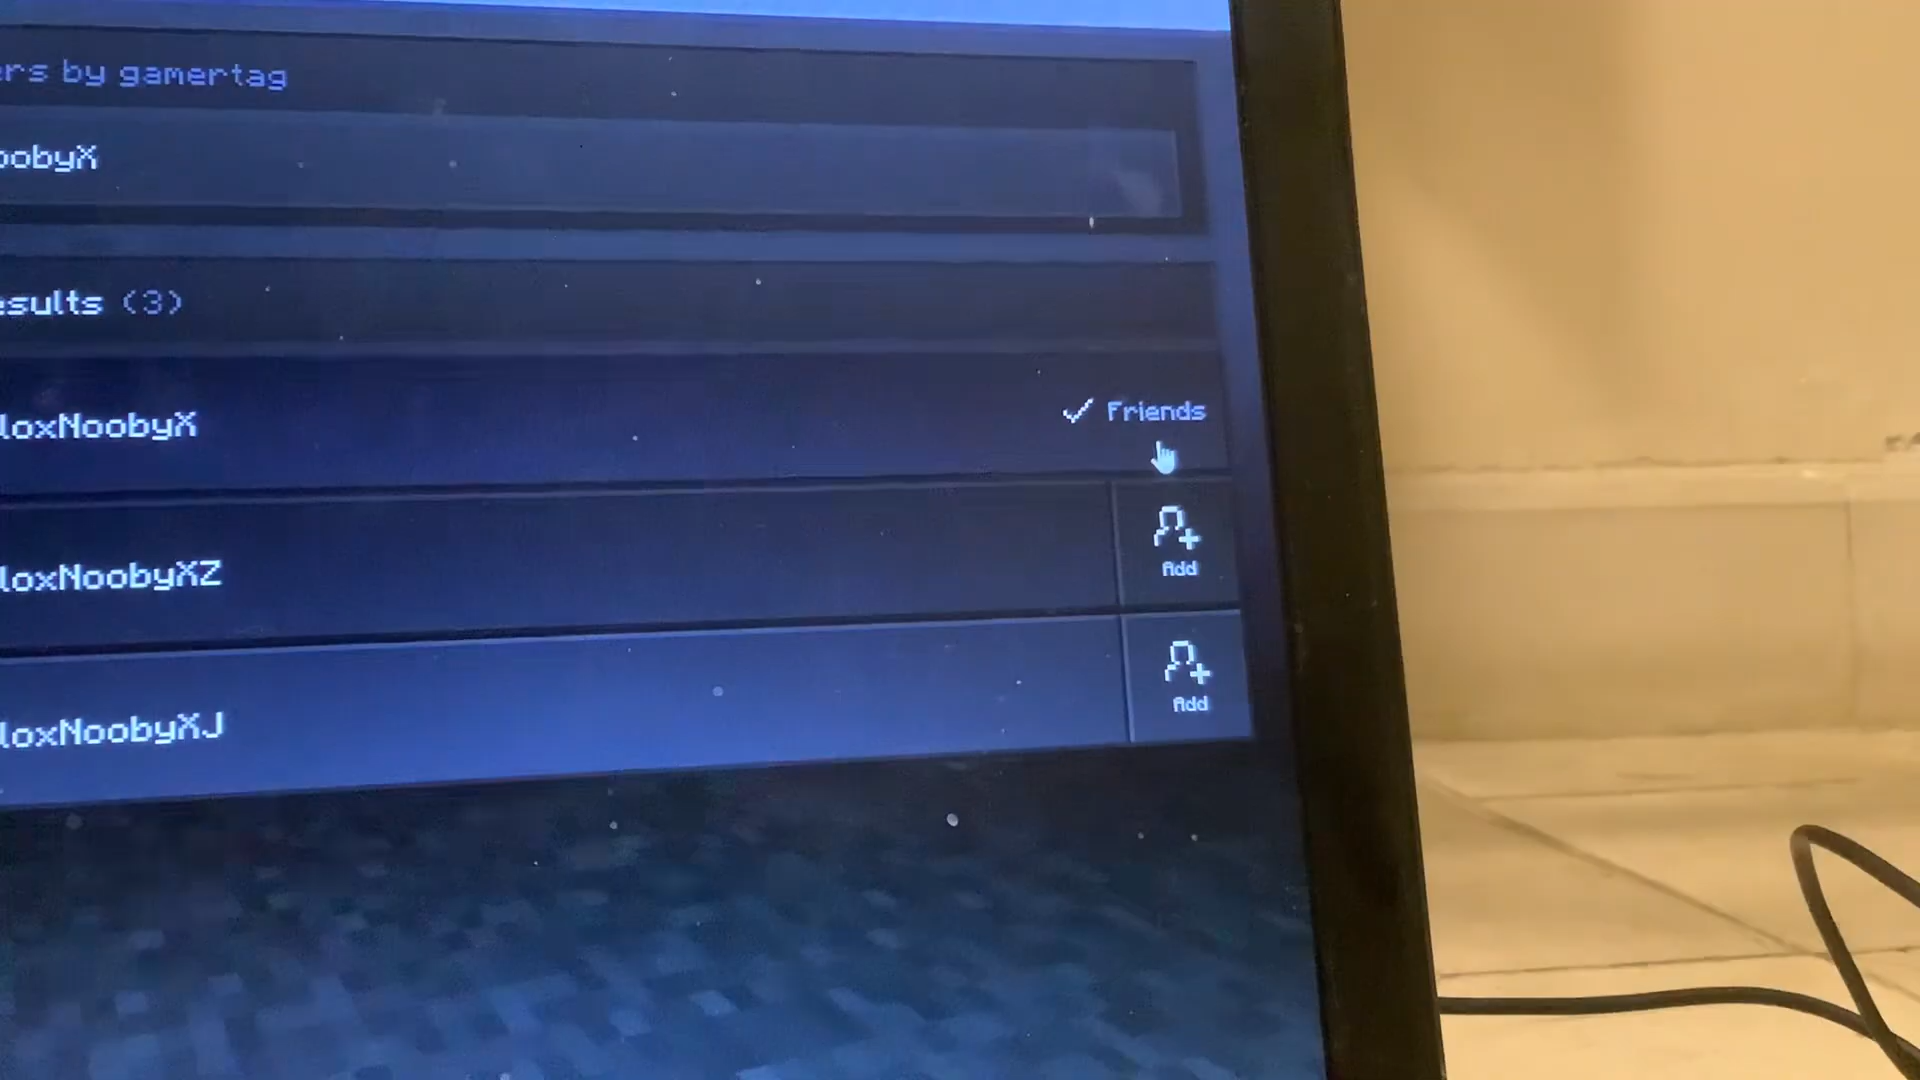 ers by gamertag
oobyX
esults (3)
loxNoobyX
Friends
loxNoobyXZ
Add
loxNoobyXJ
Add